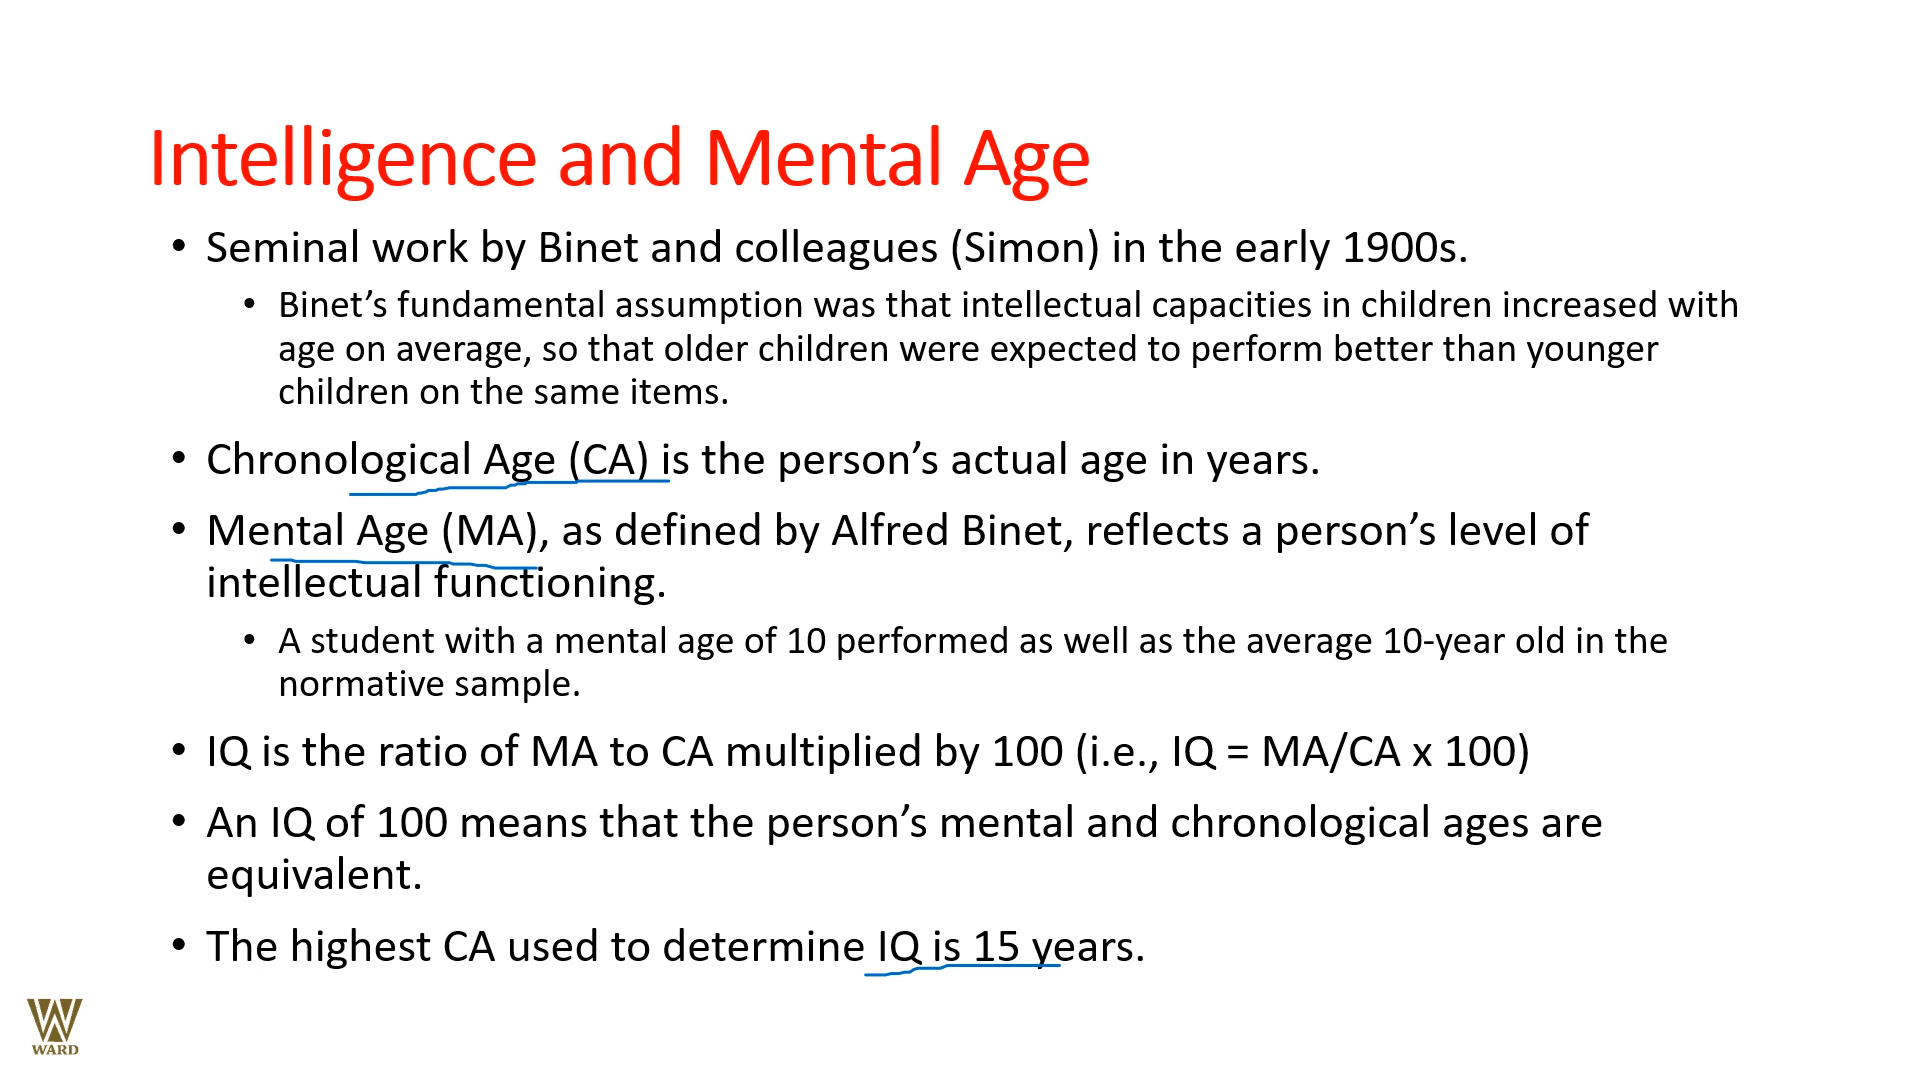 Intelligence and Mental Age
• Seminal work by Binet and colleagues (Simon) in the early 1900s.
• Binet’s fundamental assumption was that intellectual capacities in children increased with
age on average, so that older children were expected to perform better than younger
children on the same items.
• Chronological Age (CA) is the person’s actual age in years.
• Mental Age (MA), as defined by Alfred Binet, reflects a person’s level of
intellectual functioning.
• A student with a mental age of 10 performed as well as the average 10-year old in the
normative sample.
• IQ is the ratio of MA to CA multiplied by 100 (i.e., IQ = MA/CA x 100)
• An IQ of 100 means that the person’s mental and chronological ages are
equivalent.
• The highest CA used to determine IQ is 15 years.
W
WARD